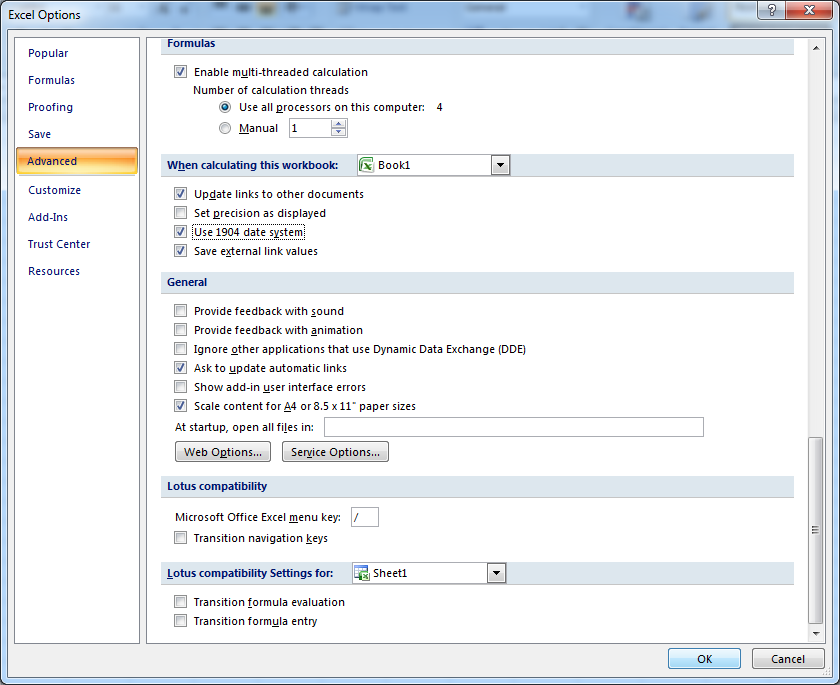 Excel Options
Popular
Formulas
Proofing
Save
Advanced
Customize
Add-Ins
Trust Center
Resources
Formulas
Enable multi-threaded calculation
Number of calculation threads
Use all processors on this computer: 4
Manual 1
When calculating this workbook: Book1
Update links to other documents
Set precision as displayed
Use 1904 date system
Save external link values
General
Provide feedback with sound
Provide feedback with animation
Ignore other applications that use Dynamic Data Exchange (DDE)
Ask to update automatic links
Show add-in user interface errors
Scale content for A4 or 8.5 x 11" paper sizes
At startup, open all files in:
Web Options... Service Options...
Lotus compatibility
Microsoft Office Excel menu key: /
Transition navigation keys
Lotus compatibility Settings for: Sheet1
Transition formula evaluation
Transition formula entry
OK Cancel